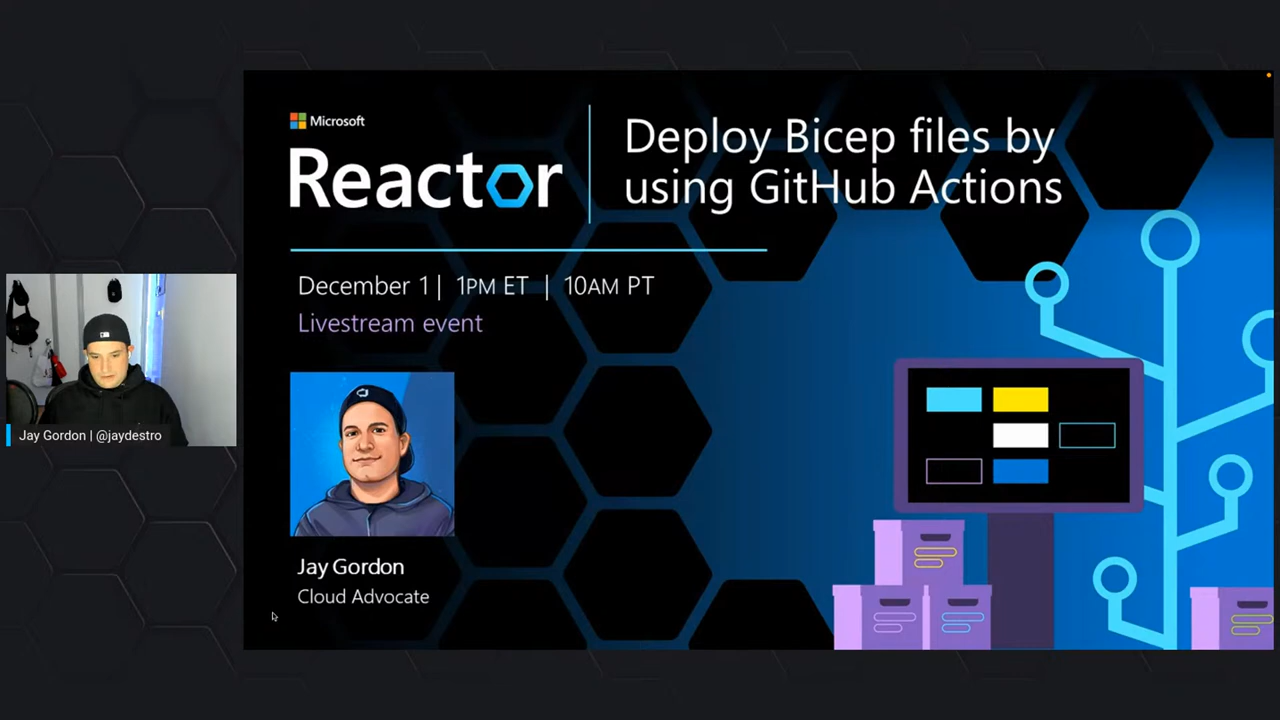 Microsoft
Reactor
Deploy Bicep files by
using GitHub Actions
December 1 | 1PM ET | 10AM PT
Livestream event
Jay Gordon | @jaydestro
Jay Gordon
Cloud Advocate